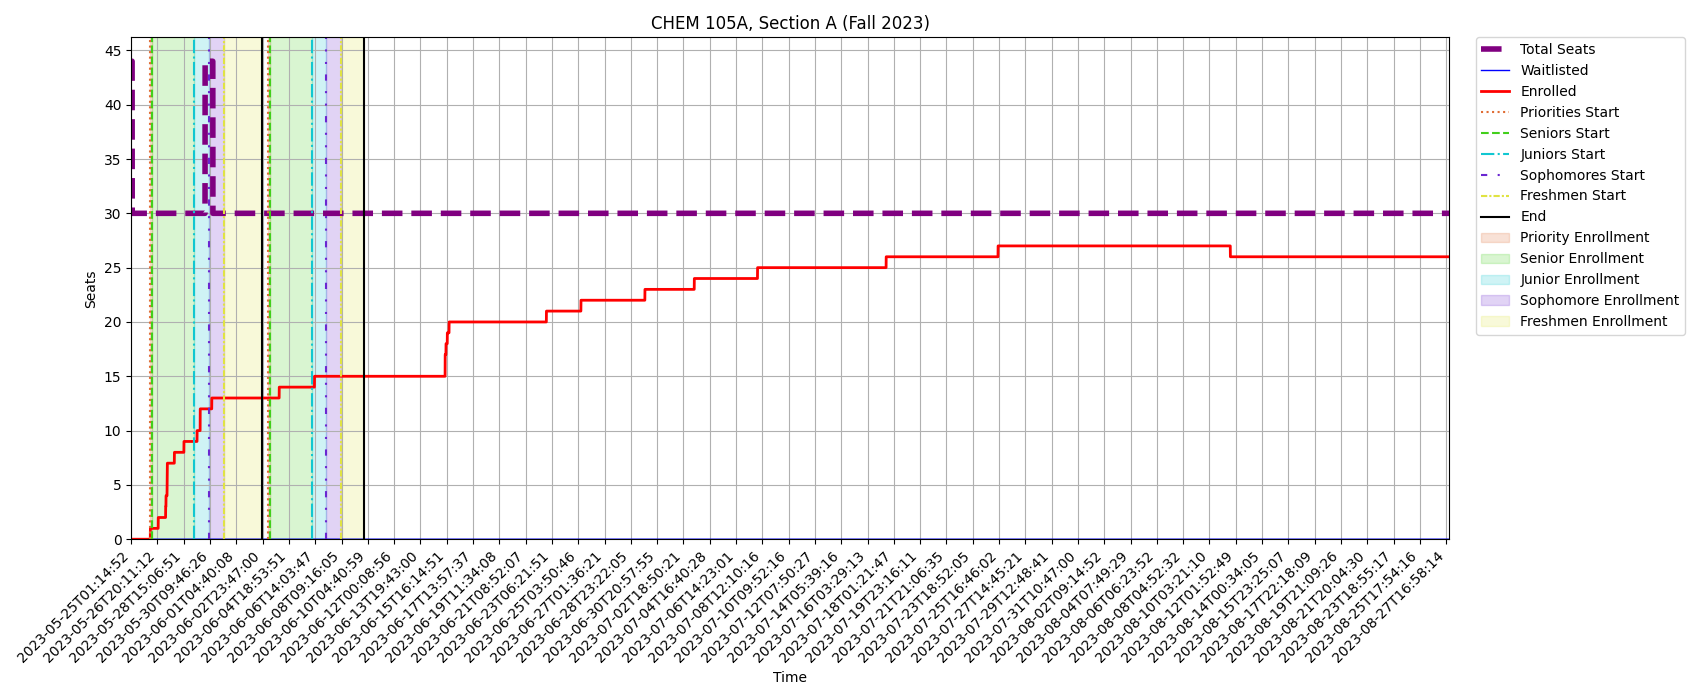 CHEM 105A, Section A (Fall 2023)
Seats
45
40
35
30
25
20
15
10
5
0
2023-05-25T01:14:52
2023-05-26T20:11:12
2023-05-28T15:06:51
2023-05-30T09:46:26
2023-06-01T04:40:08
2023-06-02T23:47:00
2023-06-04T18:53:51
2023-06-06T14:03:47
2023-06-08T09:16:05
2023-06-10T04:40:59
2023-06-12T00:08:56
2023-06-13T19:43:00
2023-06-15T16:14:51
2023-06-17T13:57:37
2023-06-19T11:34:08
2023-06-21T08:52:07
2023-06-23T06:21:51
2023-06-25T03:50:46
2023-06-27T01:36:21
2023-06-28T23:22:05
2023-06-30T20:57:55
2023-07-02T18:50:21
2023-07-04T16:40:28
2023-07-06T14:23:01
2023-07-08T12:10:16
2023-07-10T09:52:16
2023-07-12T07:50:27
2023-07-14T05:39:16
2023-07-16T03:29:13
2023-07-18T01:21:47
2023-07-19T23:16:11
2023-07-21T21:06:35
2023-07-23T18:52:05
2023-07-25T16:46:02
2023-07-27T14:45:21
2023-07-29T12:48:41
2023-07-31T10:47:00
2023-08-02T09:14:52
2023-08-04T07:49:29
2023-08-06T06:23:52
2023-08-08T04:52:32
2023-08-10T03:21:10
2023-08-12T01:52:49
2023-08-14T00:34:05
2023-08-15T23:25:07
2023-08-17T22:18:09
2023-08-19T21:09:26
2023-08-21T20:04:30
2023-08-23T18:55:17
2023-08-25T17:54:16
2023-08-27T16:58:14
Time
Total Seats
Waitlisted
Enrolled
Priorities Start
Seniors Start
Juniors Start
Sophomores Start
Freshmen Start
End
Priority Enrollment
Senior Enrollment
Junior Enrollment
Sophomore Enrollment
Freshmen Enrollment